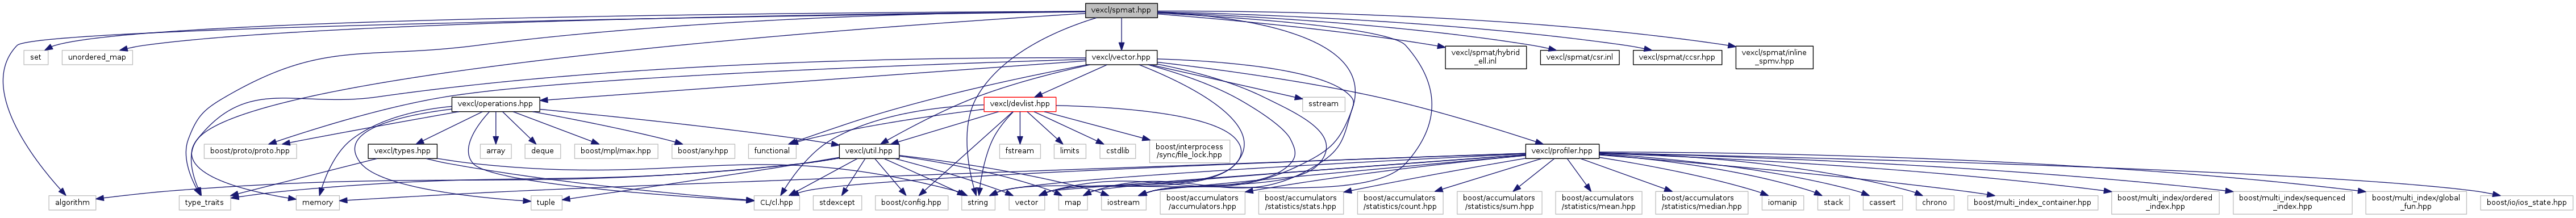 vexcl/spmat.hpp
set
unordered_map
vexcl/vector.hpp
vexcl/spmat/hybrid
_ell.inl
vexcl/spmat/csr.inl
vexcl/spmat/ccsr.hpp
vexcl/spmat/inline
_spmv.hpp
vexcl/operations.hpp
vexcl/devlist.hpp
sstream
boost/proto/proto.hpp
vexcl/types.hpp
array
deque
boost/mpl/max.hpp
boost/any.hpp
functional
vexcl/util.hpp
fstream
limits
cstdlib
boost/interprocess
/sync/file_lock.hpp
vexcl/profiler.hpp
algorithm
type_traits
memory
tuple
CL/cl.hpp
stdexcept
boost/config.hpp
string
vector
map
iostream
boost/accumulators
/accumulators.hpp
boost/accumulators
/statistics/stats.hpp
boost/accumulators
/statistics/count.hpp
boost/accumulators
/statistics/sum.hpp
boost/accumulators
/statistics/mean.hpp
boost/accumulators
/statistics/median.hpp
iomanip
stack
cassert
chrono
boost/multi_index_container.hpp
boost/multi_index/ordered
_index.hpp
boost/multi_index/sequenced
_index.hpp
boost/multi_index/global
_fun.hpp
boost/io/ios_state.hpp